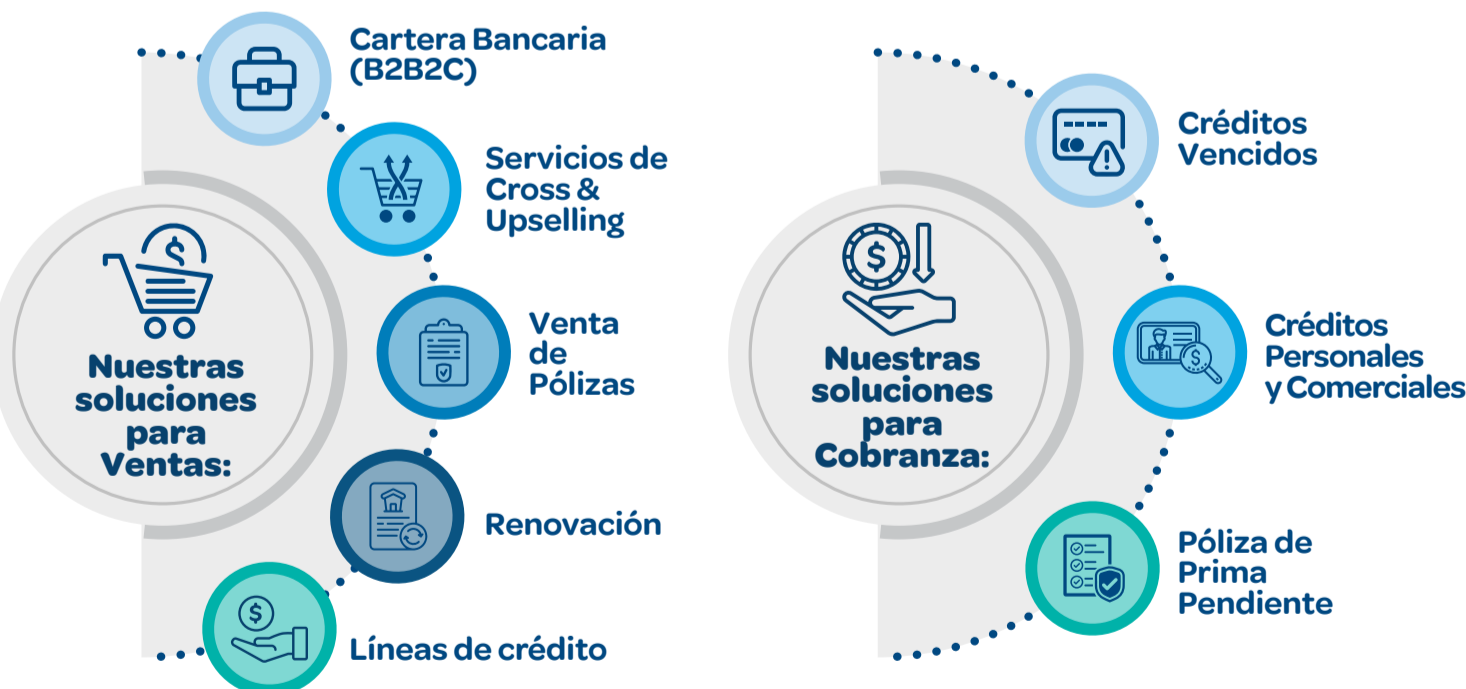 Cartera Bancaria
(B2B2C)
Servicios de
Cross &
Upselling
Nuestras
soluciones
para
Ventas:
Venta
de
Pólizas
Renovación
Líneas de crédito
Créditos
Vencidos
Nuestras
soluciones
para
Cobranza:
Créditos
Personales
y Comerciales
Póliza de
Prima
Pendiente